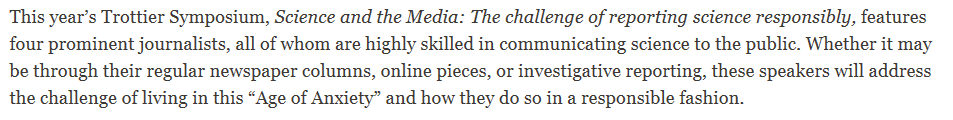 This year’s Trottier Symposium, Science and the Media: The challenge of reporting science responsibly, features
four prominent journalists, all of whom are highly skilled in communicating science to the public. Whether it may
be through their regular newspaper columns, online pieces, or investigative reporting, these speakers will address
the challenge of living in this “Age of Anxiety” and how they do so in a responsible fashion.